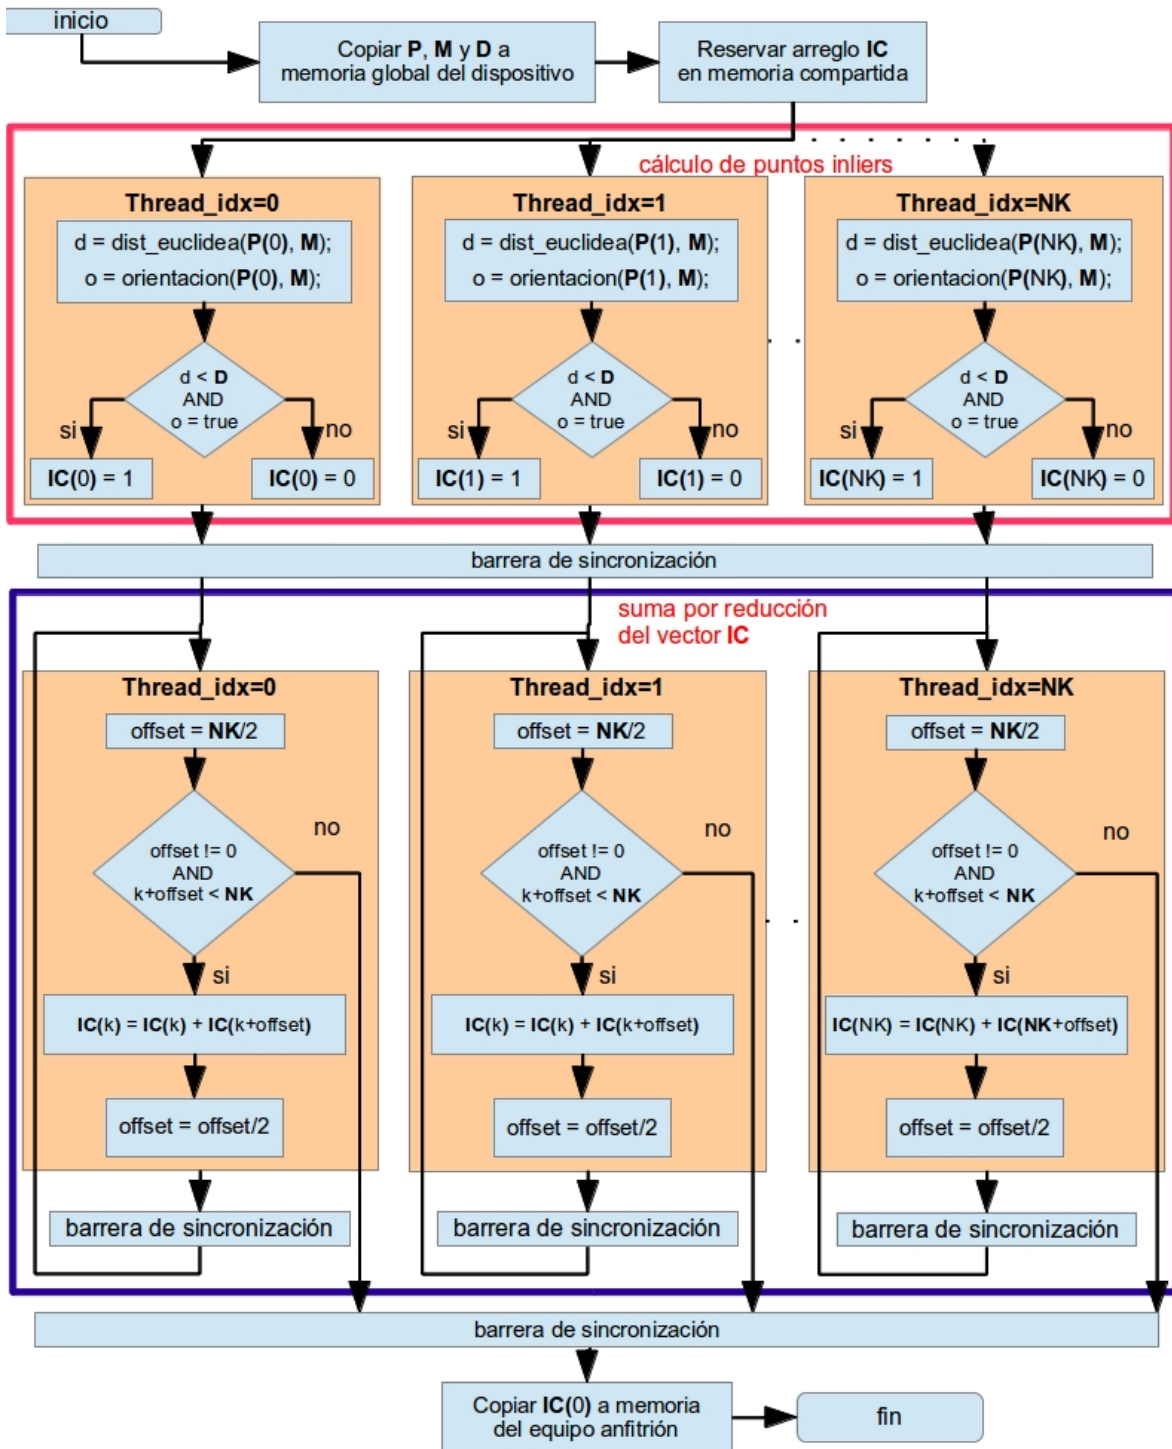 inicio
Copiar P, M y D a
memoria global del dispositivo
Reservar arreglo IC
en memoria compartida
cálculo de puntos inliers
Thread_idx=0
d = dist_euclidea(P(0), M);
o = orientacion(P(0), M);
d < D
AND
o = true
si
no
IC(0) = 1
IC(0) = 0
Thread_idx=1
d = dist_euclidea(P(1), M);
o = orientacion(P(1), M);
d < D
AND
o = true
si
no
IC(1) = 1
IC(1) = 0
Thread_idx=NK
d = dist_euclidea(P(NK), M);
o = orientacion(P(NK), M);
d < D
AND
o = true
si
no
IC(NK) = 1
IC(NK) = 0
barrera de sincronización
suma por reducción
del vector IC
Thread_idx=0
offset = NK/2
no
offset != 0
AND
k+offset < NK
si
IC(k) = IC(k) + IC(k+offset)
offset = offset/2
barrera de sincronización
Thread_idx=1
offset = NK/2
no
offset != 0
AND
k+offset < NK
si
IC(k) = IC(k) + IC(k+offset)
offset = offset/2
barrera de sincronización
Thread_idx=NK
offset = NK/2
no
offset != 0
AND
k+offset < NK
si
IC(NK) = IC(NK) + IC(NK+offset)
offset = offset/2
barrera de sincronización
barrera de sincronización
Copiar IC(0) a memoria
del equipo anfitrión
fin